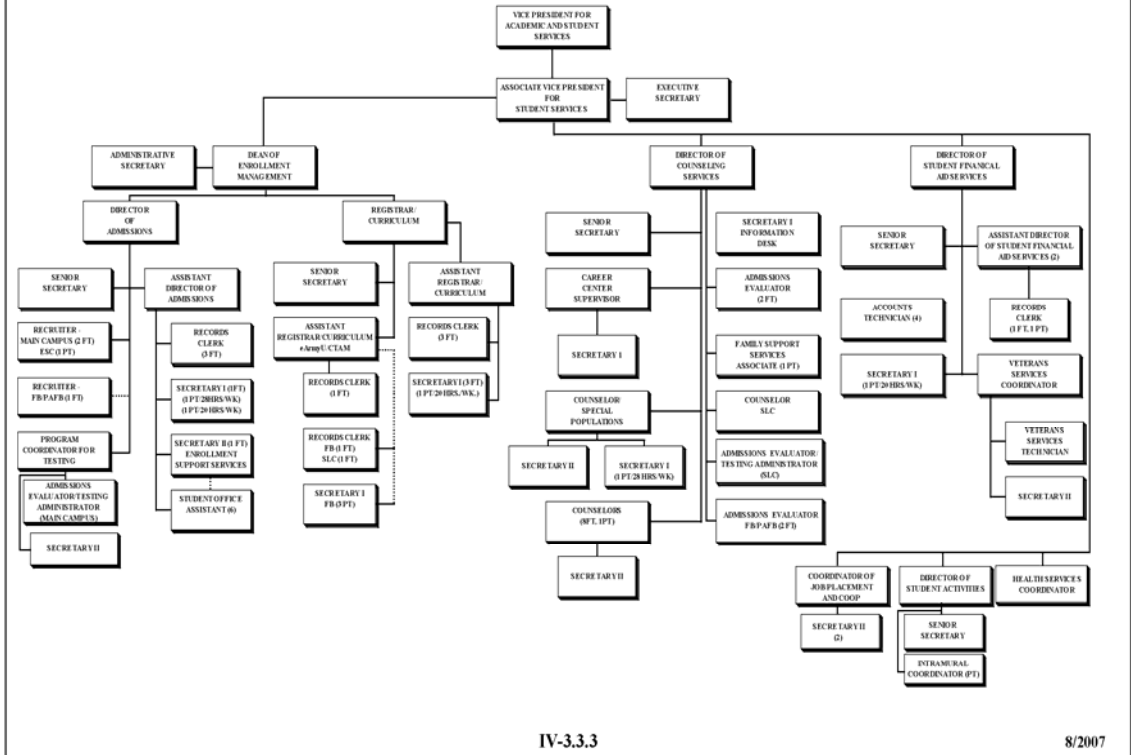 VICE PRESIDENT FOR
ACADEMIC AND STUDENT
SERVICES
ASSOCIATE VICE PRESIDENT
FOR
STUDENT SERVICES
EXECUTIVE
SECRETARY
ADMINISTRATIVE
SECRETARY
DEAN OF
ENROLLMENT
MANAGEMENT
DIRECTOR OF
COUNSELING
SERVICES
DIRECTOR OF
STUDENT FINANICAL
AID SERVICES
DIRECTOR
OF
ADMISSIONS
REGISTRAR/
CURRICULUM
SENIOR
SECRETARY
ASSISTANT
DIRECTOR OF
ADMISSIONS
RECRUITER -
MAIN CAMPUS (2 FT)
ESC (1 PT)
RECORDS
CLERK
(3 FT)
RECRUITER -
FB/PAFB (1 FT)
SECRETARY I (1FT)
(1 PT/28HRS/WK)
(1 PT/20 HRS/WK)
PROGRAM
COORDINATOR FOR
TESTING
SECRETARY II (1 FT)
ENROLLMENT
SUPPORT SERVICES
ADMISSIONS
EVALUATOR/TESTING
ADMINISTRATOR
(MAIN CAMPUS)
STUDENT OFFICE
ASSISTANT (6)
SECRETARY II
SENIOR
SECRETARY
ASSISTANT
REGISTRAR/
CURRICULUM
ASSISTANT
REGISTRAR/CURRICULUM
eArmyU/CTAM
RECORDS CLERK
(3 FT)
RECORDS CLERK
(1 FT)
SECRETARY I (3 FT)
(1 PT/20 HRS./WK.)
RECORDS CLERK
FB (1 FT)
SLC (1 FT)
SECRETARY I
FB (3 PT)
SENIOR
SECRETARY
SECRETARY I
INFORMATION
DESK
CAREER
CENTER
SUPERVISOR
ADMISSIONS
EVALUATOR
(2 FT)
SECRETARY I
FAMILY SUPPORT
SERVICES
ASSOCIATE (1 PT)
COUNSELOR/
SPECIAL
POPULATIONS
COUNSELOR
SLC
SECRETARY II
SECRETARY I
(1 PT/28 HRS/WK)
ADMISSIONS EVALUATOR/
TESTING ADMINISTRATOR
(SLC)
COUNSELORS
(8FT, 1PT)
ADMISSIONS EVALUATOR
FB/PAFB (2 FT)
SECRETARY II
SENIOR
SECRETARY
ASSISTANT DIRECTOR
OF STUDENT FINANCIAL
AID SERVICES (2)
ACCOUNTS
TECHNICIAN (4)
RECORDS
CLERK
(1 FT, 1 PT)
SECRETARY I
(1 PT/20 HRS/WK)
VETERANS
SERVICES
COORDINATOR
VETERANS
SERVICES
TECHNICIAN
SECRETARY II
COORDINATOR OF
JOB PLACEMENT
AND COOP
DIRECTOR OF
STUDENT ACTIVITIES
HEALTH SERVICES
COORDINATOR
SECRETARY II
(2)
SENIOR
SECRETARY
INTRAMURAL
COORDINATOR (PT)
IV-3.3.3
8/2007